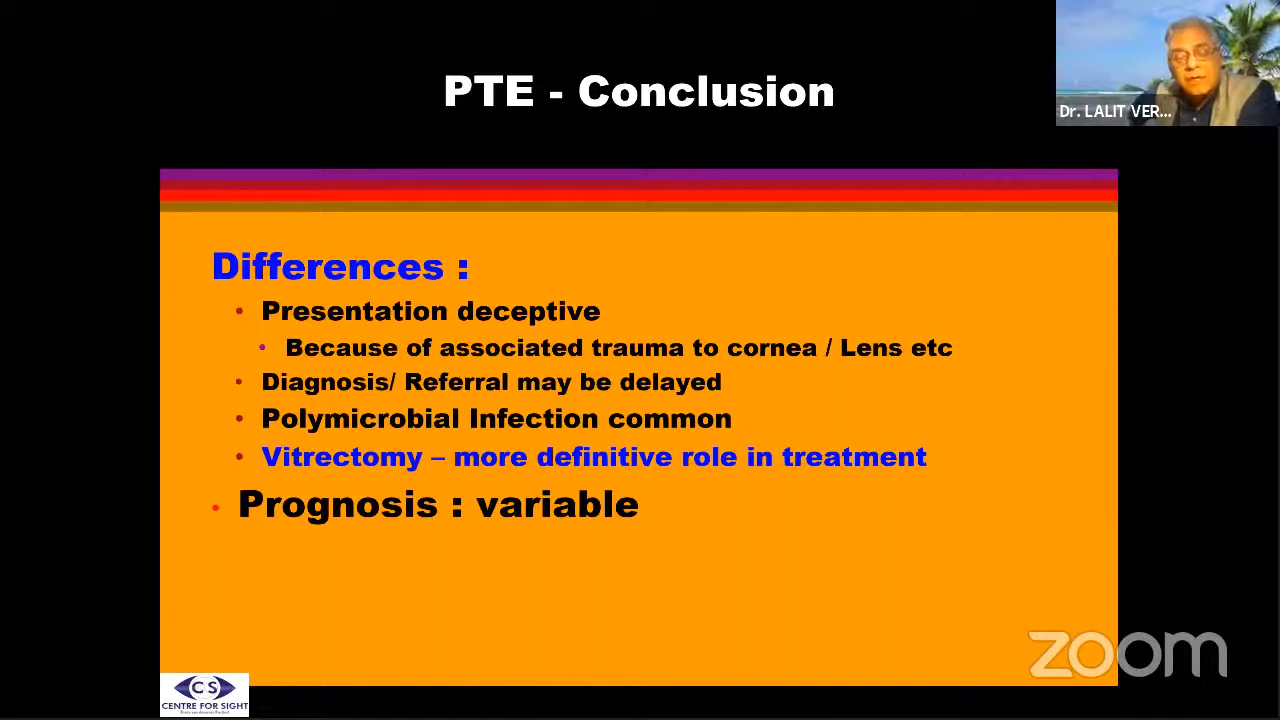 PTE - Conclusion
Dr. LALIT VER...
Differences :
• Presentation deceptive
• Because of associated trauma to cornea / Lens etc
• Diagnosis/ Referral may be delayed
• Polymicrobial Infection common
• Vitrectomy – more definitive role in treatment
• Prognosis : variable
zoom
CS
CENTRE FOR SIGHT